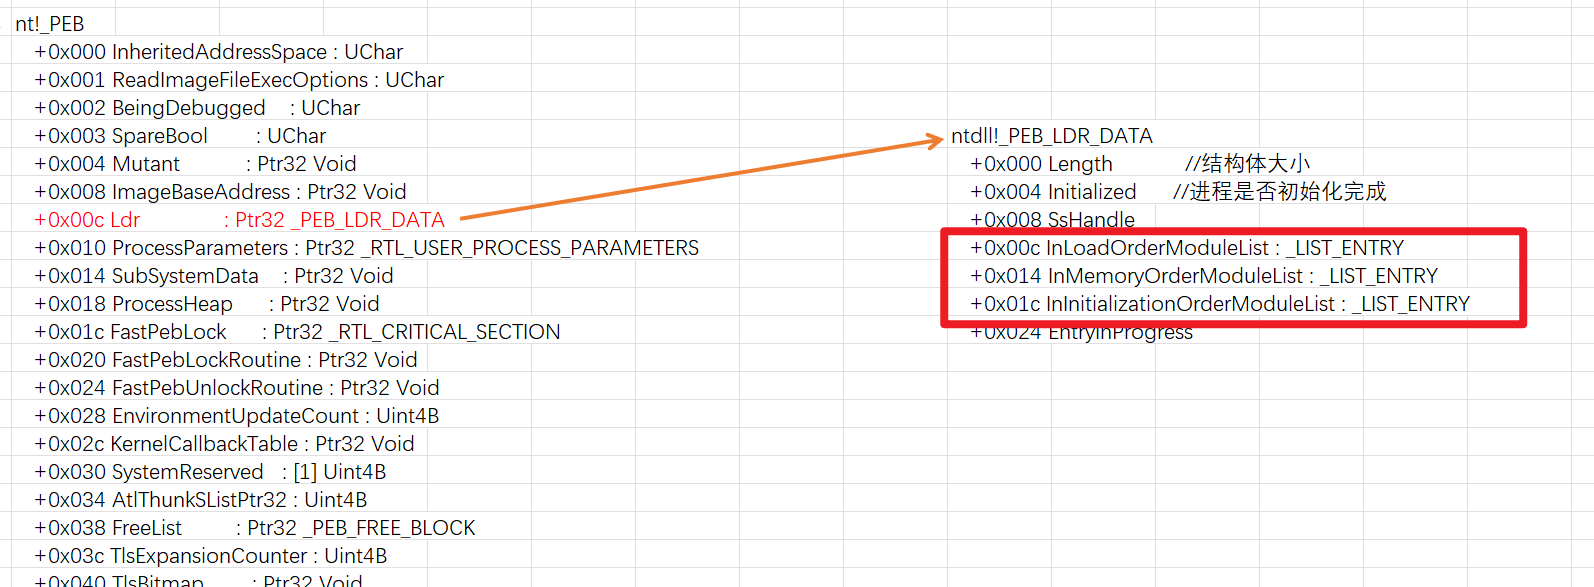 nt!_PEB
+0x000 InheritedAddressSpace : UChar
+0x001 ReadImageFileExecOptions : UChar
+0x002 BeingDebugged : UChar
+0x003 SpareBool : UChar
+0x004 Mutant : Ptr32 Void
+0x008 ImageBaseAddress : Ptr32 Void
+0x00c Ldr : Ptr32 _PEB_LDR_DATA
+0x010 ProcessParameters : Ptr32 _RTL_USER_PROCESS_PARAMETERS
+0x014 SubSystemData : Ptr32 Void
+0x018 ProcessHeap : Ptr32 Void
+0x01c FastPebLock : Ptr32 _RTL_CRITICAL_SECTION
+0x020 FastPebLockRoutine : Ptr32 Void
+0x024 FastPebUnlockRoutine : Ptr32 Void
+0x028 EnvironmentUpdateCount : Uint4B
+0x02c KernelCallbackTable : Ptr32 Void
+0x030 SystemReserved : [1] Uint4B
+0x034 AtlThunkSListPtr32 : Uint4B
+0x038 FreeList : Ptr32 _PEB_FREE_BLOCK
+0x03c TlsExpansionCounter : Uint4B
+0x040 TlsBitmap : Ptr32 Void
ntdll!_PEB_LDR_DATA
+0x000 Length //结构体大小
+0x004 Initialized //进程是否初始化完成
+0x008 SsHandle
+0x00c InLoadOrderModuleList : _LIST_ENTRY
+0x014 InMemoryOrderModuleList : _LIST_ENTRY
+0x01c InInitializationOrderModuleList : _LIST_ENTRY
+0x024 EntryInProgress